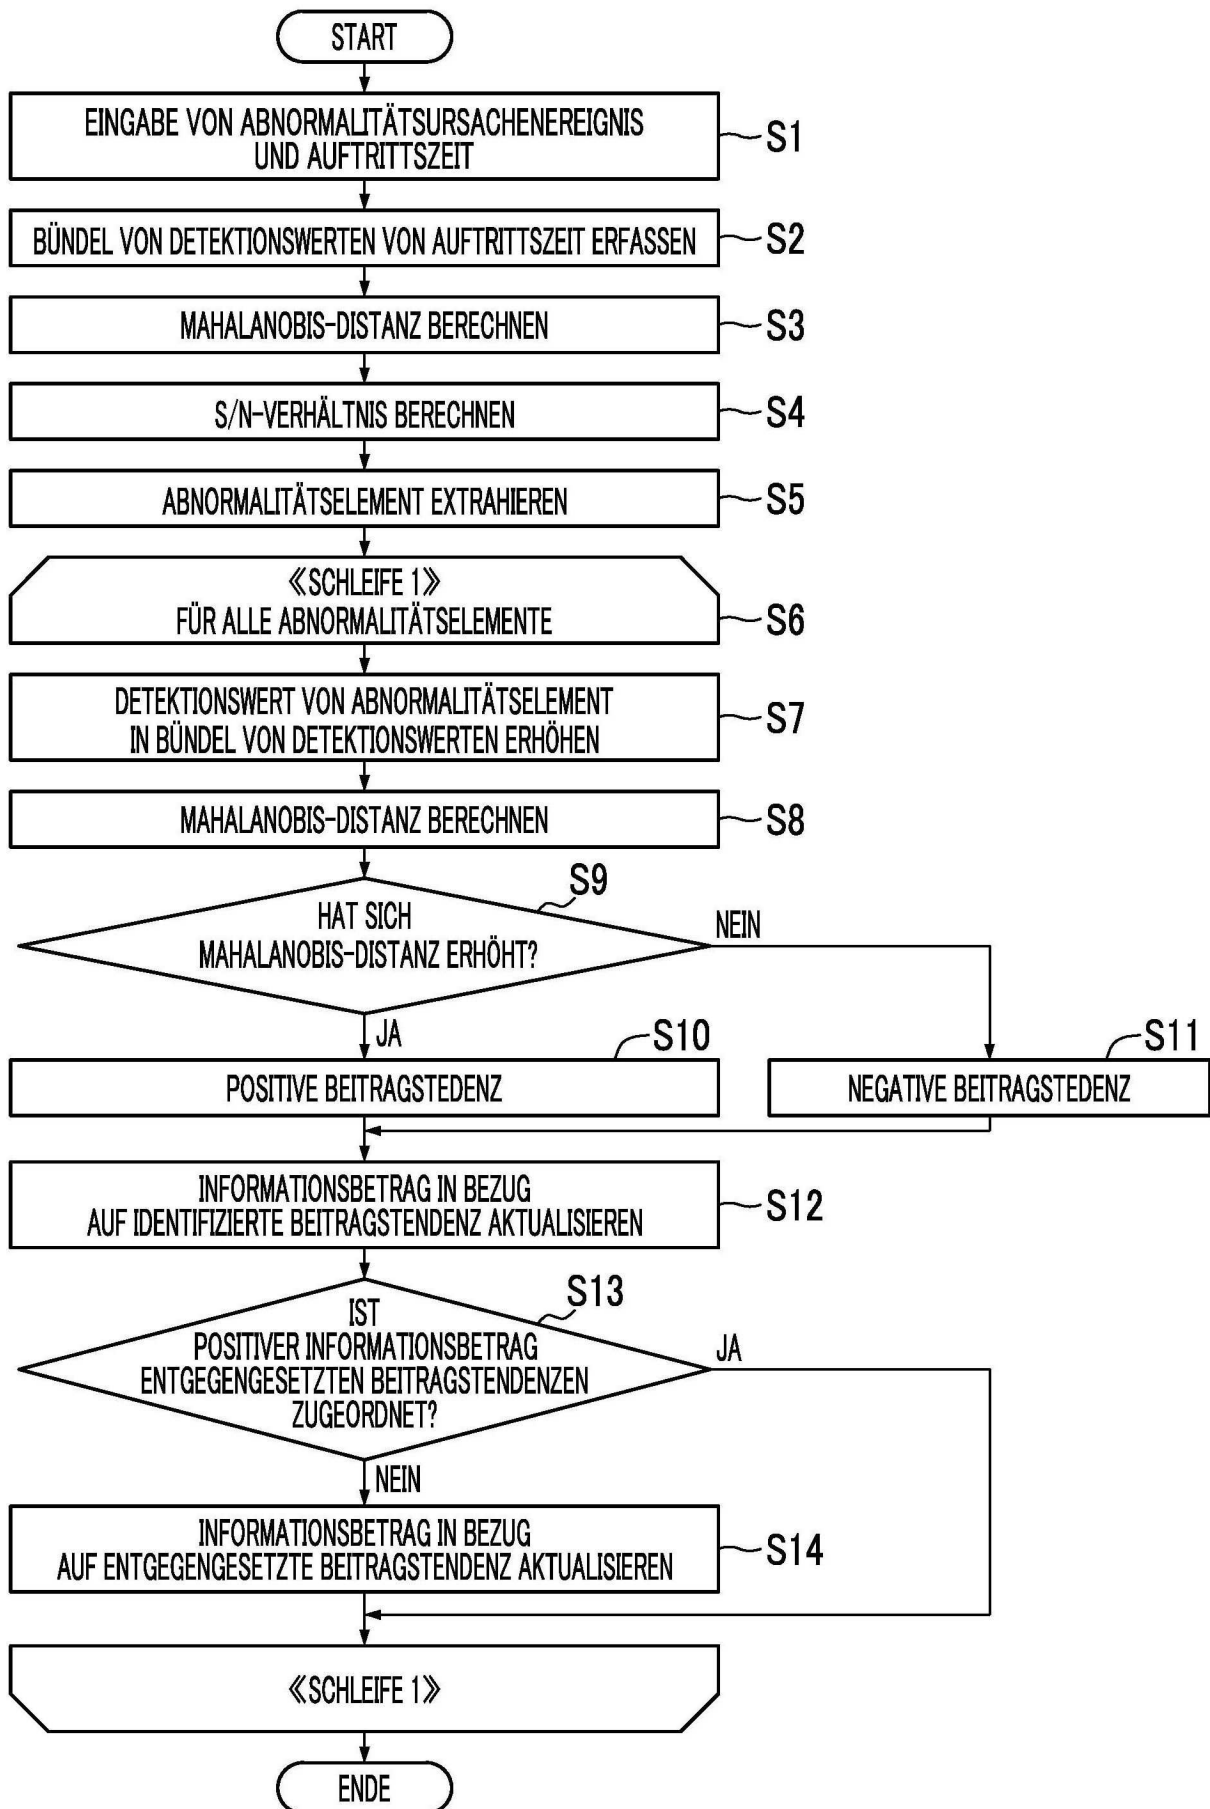 START
EINGABE VON ABNORMALITÄTSURSACHENEREIGNIS
UND AUFTRITTSZEIT
S1
BÜNDEL VON DETEKTIONSWERTEN VON AUFTRITTSZEIT ERFASSEN
S2
MAHALANOBIS-DISTANZ BERECHNEN
S3
S/N-VERHÄLTNIS BERECHNEN
S4
ABNORMALITÄTSELEMENT EXTRAHIEREN
S5
《SCHLEIFE 1》
FÜR ALLE ABNORMALITÄTSELEMENTE
S6
DETEKTIONSWERT VON ABNORMALITÄTSELEMENT
IN BÜNDEL VON DETEKTIONSWERTEN ERHÖHEN
S7
MAHALANOBIS-DISTANZ BERECHNEN
S8
S9
HAT SICH
MAHALANOBIS-DISTANZ ERHÖHT?
NEIN
JA
S10
S11
POSITIVE BEITRAGSTEDENZ
NEGATIVE BEITRAGSTEDENZ
INFORMATIONSBETRAG IN BEZUG
AUF IDENTIFIZIERTE BEITRAGSTENDENZ AKTUALISIEREN
S12
S13
IST
POSITIVER INFORMATIONSBETRAG
ENTGEGENGESETZTEN BEITRAGSTENDENZEN
ZUGEORDNET?
JA
NEIN
INFORMATIONSBETRAG IN BEZUG
AUF ENTGEGENGESETZTE BEITRAGSTENDENZ AKTUALISIEREN
S14
《SCHLEIFE 1》
ENDE